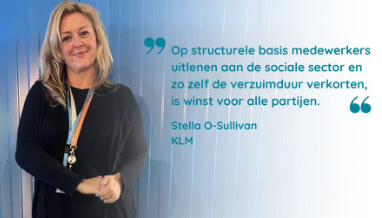 ”
Op structurele basis medewerkers
uitlenen aan de sociale sector en
zo zelf de verzuimduur verkorten,
is winst voor alle partijen.
“
Stella O-Sullivan
KLM